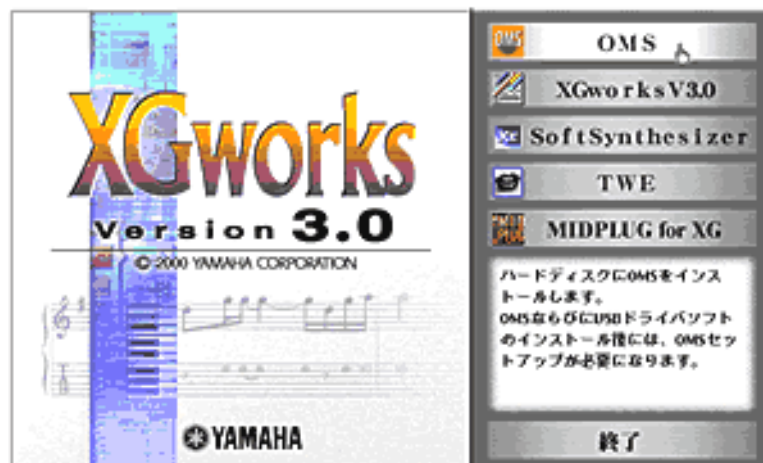 XGworks
Version 3.0
© 2000 YAMAHA CORPORATION
YAMAHA
OMS
XGworks V3.0
SoftSynthesizer
TWE
MIDPLUG for XG
ハードディスクにOMSをインス
トールします。
OMSならびにUSBドライバソフト
のインストール後には、OMSセッ
トアップが必要になります。
終了